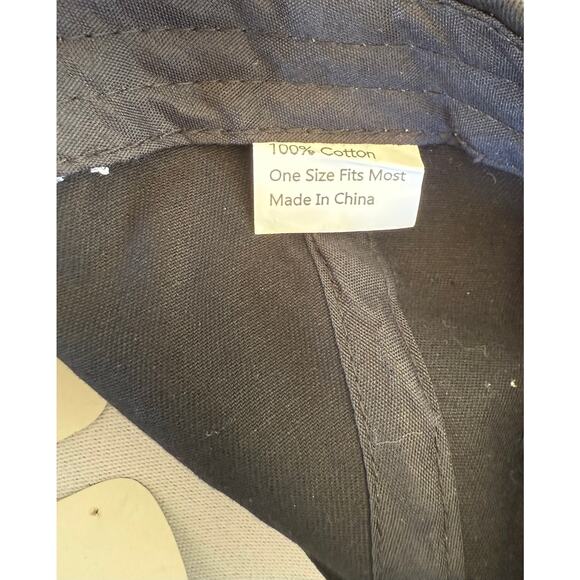 100% Cotton
One Size Fits Most
Made In China